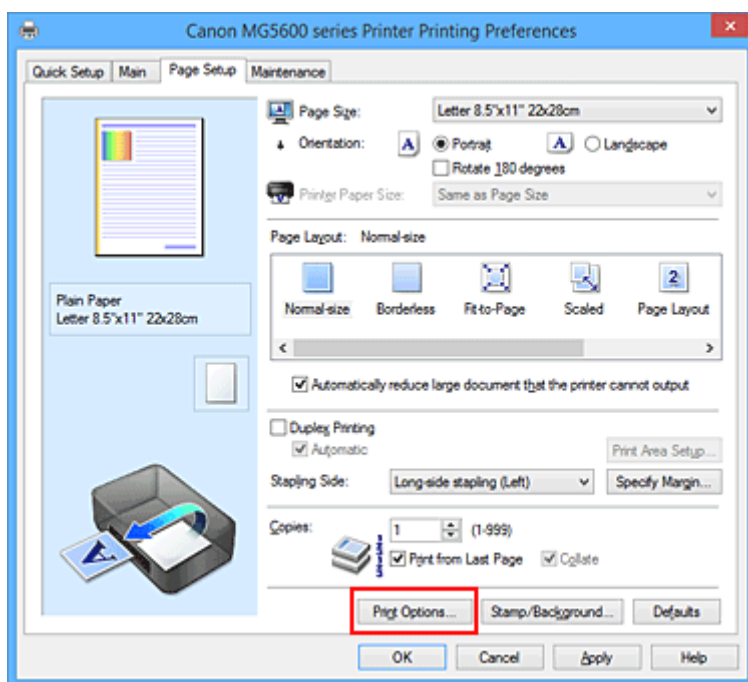 Canon MG5600 series Printer Printing Preferences
Quick Setup Main Page Setup Maintenance
Page Size: Letter 8.5"x11" 22x28cm
Orientation: A Portrait A Landscape
Rotate 180 degrees
Printer Paper Size: Same as Page Size
Page Layout: Normal-size
2
Normal-size Borderless Fit-to-Page Scaled Page Layout
Plain Paper
Letter 8.5"x11" 22x28cm
Automatically reduce large document that the printer cannot output
Duplex Printing
Automatic Print Area Setup...
Stapling Side: Long-side stapling (Left) Specify Margin...
Copies: 1 (1-999)
Print from Last Page Collate
A
Print Options... Stamp/Background... Defaults
OK Cancel Apply Help